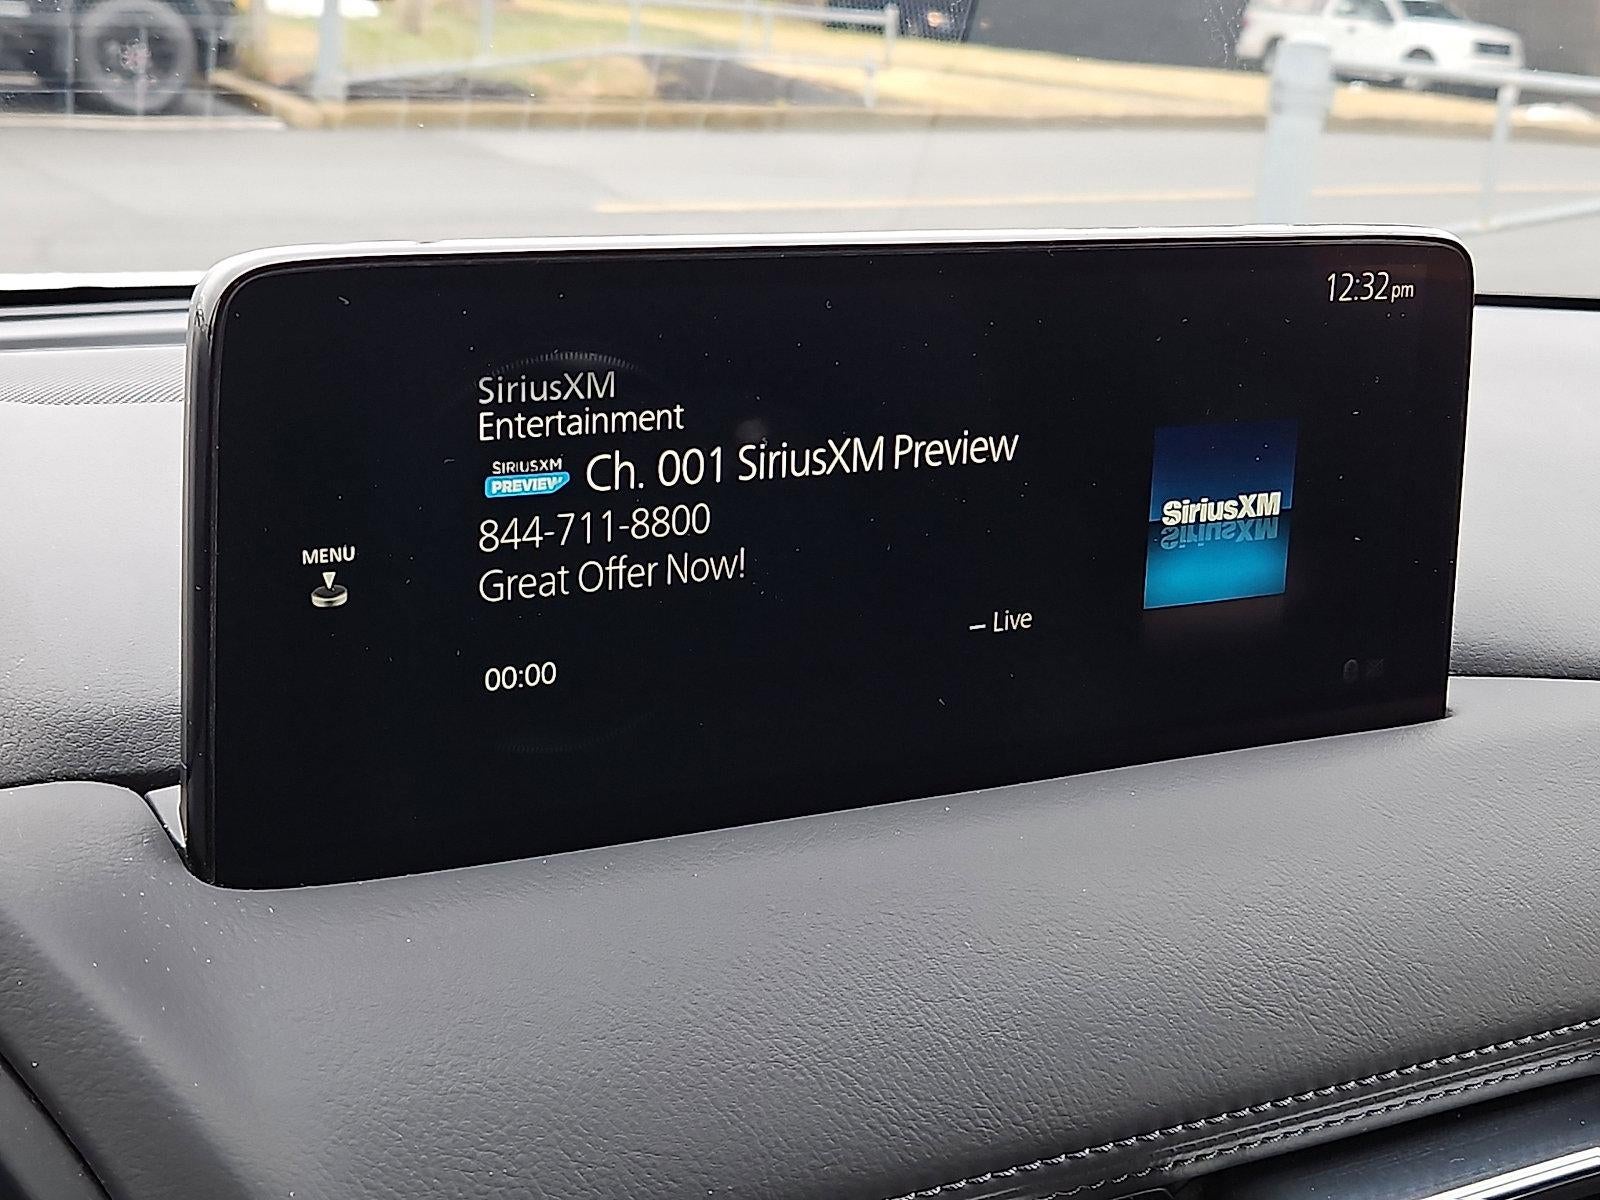 12:32pm
SiriusXM
Entertainment
SIRIUSXM
PREVIEW
Ch. 001 SiriusXM Preview
844-711-8800
Great Offer Now!
MENU
SiriusXM
Live
00:00